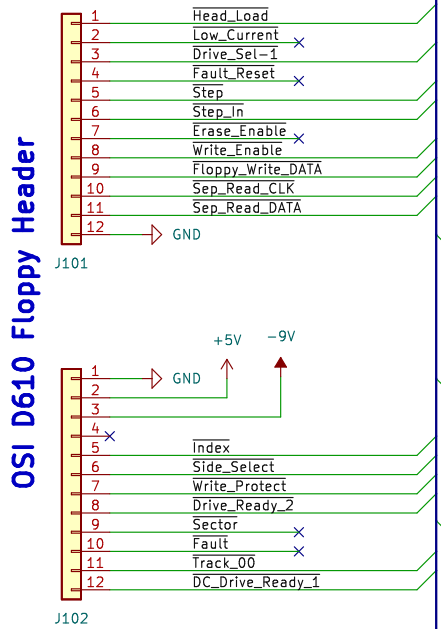 OSI D610 Floppy Header
1 Head_Load
2 Low_Current
3 Drive_Sel-1
4 Fault_Reset
5 Step
6 Step_In
7 Erase_Enable
8 Write_Enable
9 Floppy_Write_DATA
10 Sep_Read_CLK
11 Sep_Read_DATA
12 GND
J101
+5V -9V
1 GND
2
3
4
5 Index
6 Side_Select
7 Write_Protect
8 Drive_Ready_2
9 Sector
10 Fault
11 Track_00
12 DC_Drive_Ready_1
J102